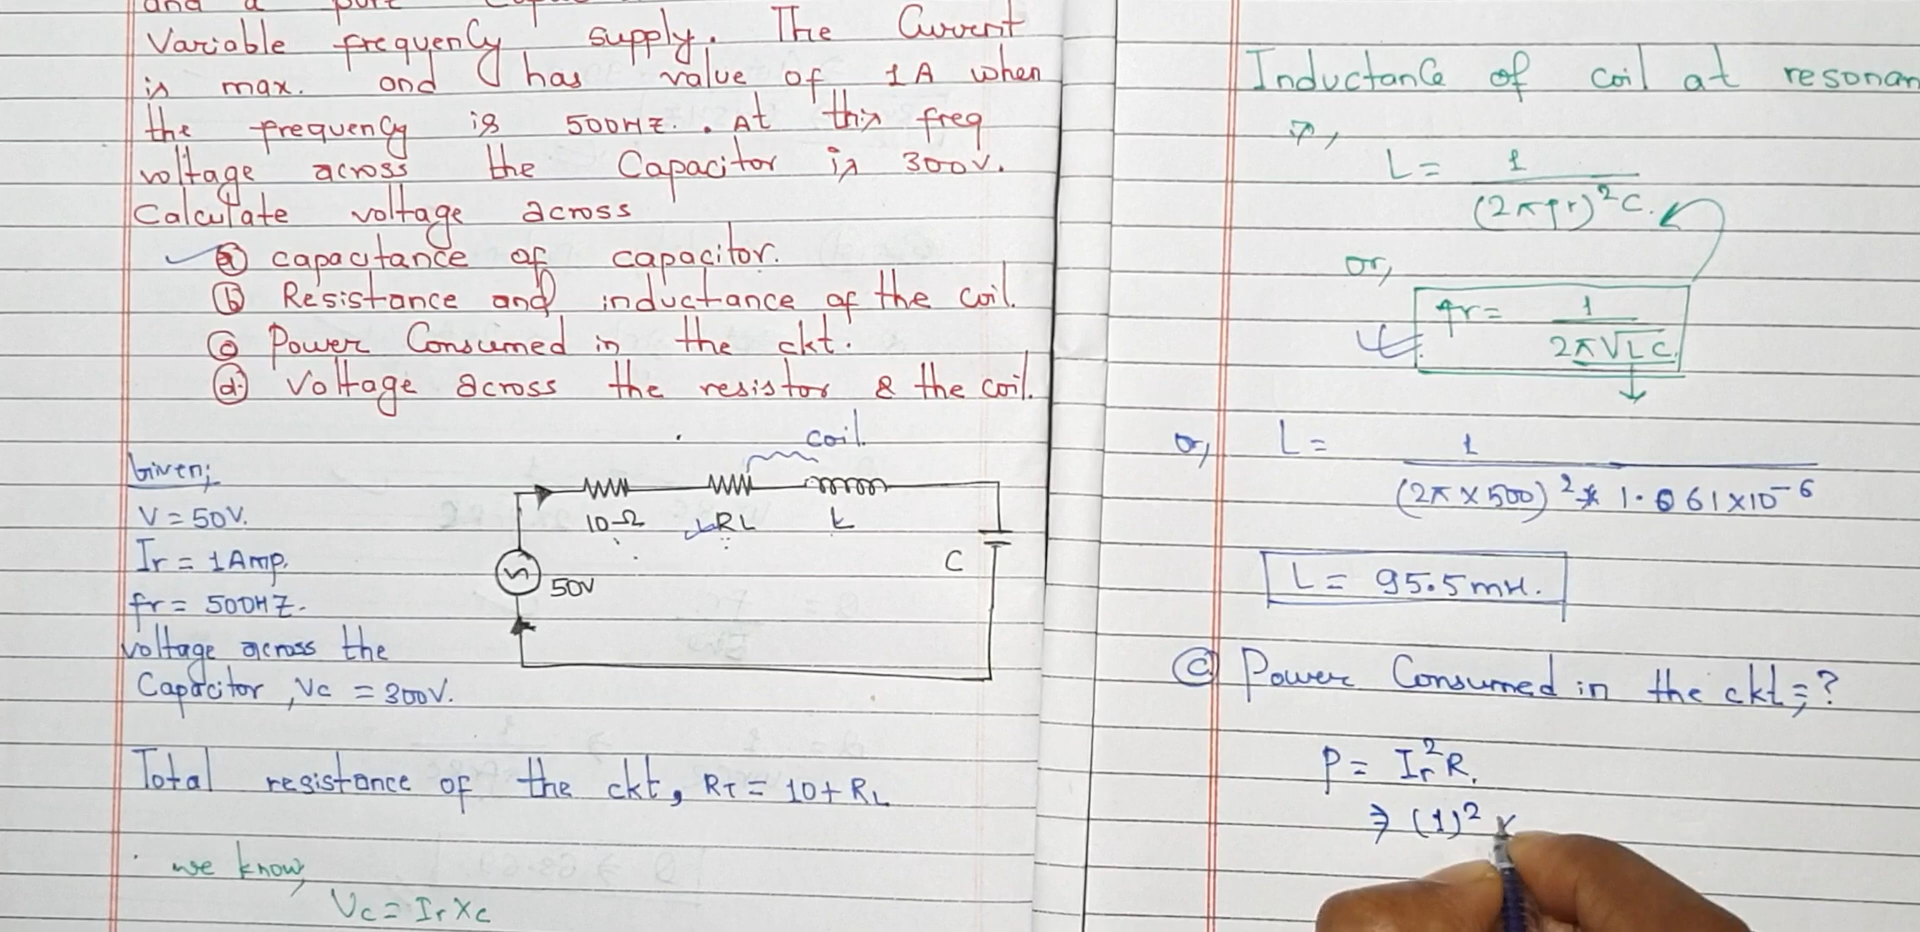 and a pure
Variable frequency supply. The Current
is max. and has value of 1A when
the frequency is 500HZ. At this freq
voltage across the Capacitor is 300V.
Calculate voltage across
ⓐ capacitance of capacitor.
ⓑ Resistance and inductance of the coil.
ⓒ Power Consumed in the ckt.
ⓓ Voltage across the resistor & the coil.
coil.
Given;
V = 50V.
Ir = 1Amp.
fr = 500HZ.
voltage across the
Capacitor, Vc = 300V.
10-Ω RL L
C
50V
Total resistance of the ckt, RT = 10 + RL
we know,
Vc = Ir Xc
Inductance of coil at resonan
L = 1 / (2πfr)²C.
or,
fr = 1 / 2π√LC
or, L = 1 / (2π×500)² × 1.061×10⁻⁶
L = 95.5mH.
ⓒ Power Consumed in the ckt = ?
P = Ir²R.
⇒ (1)² ×